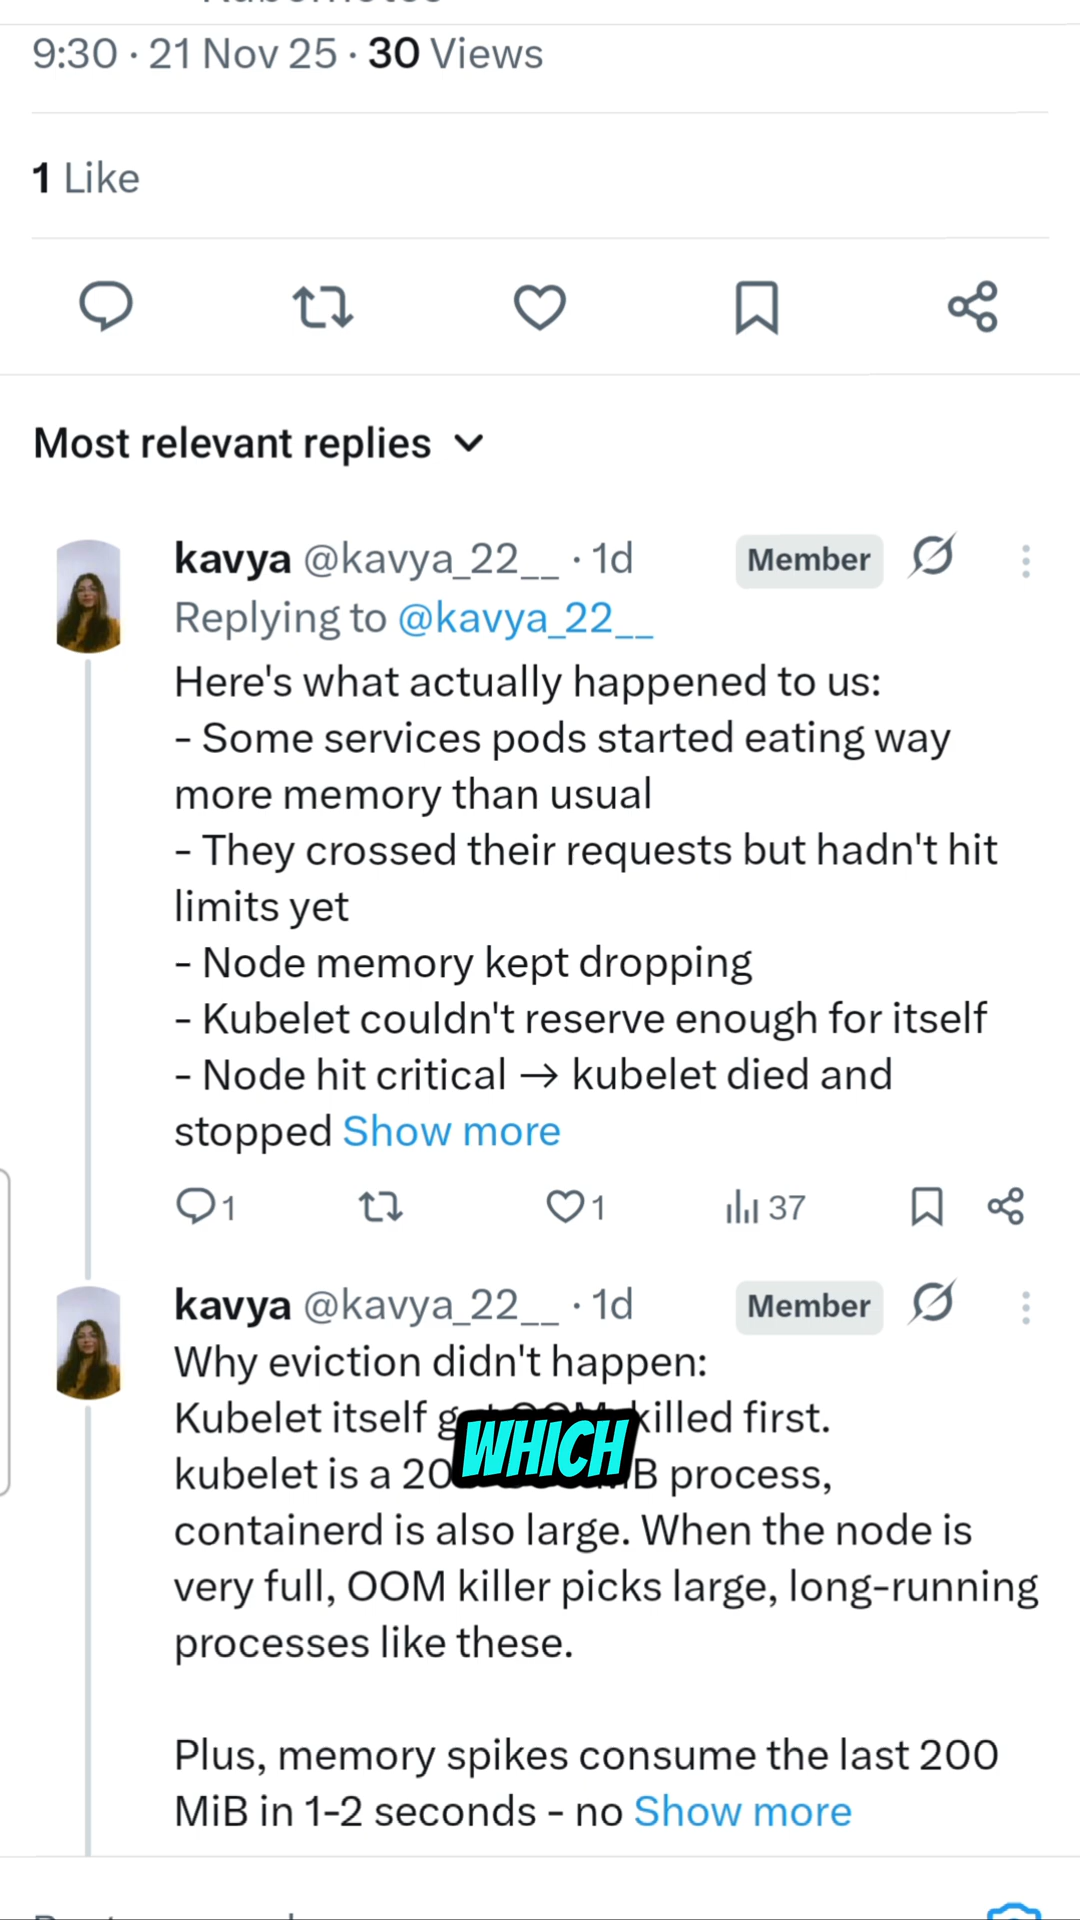 9:30 · 21 Nov 25 · 30 Views
1 Like
Most relevant replies
kavya @kavya_22__ · 1d Member
Replying to @kavya_22__
Here's what actually happened to us:
- Some services pods started eating way
more memory than usual
- They crossed their requests but hadn't hit
limits yet
- Node memory kept dropping
- Kubelet couldn't reserve enough for itself
- Node hit critical → kubelet died and
stopped Show more
1 1 37
kavya @kavya_22__ · 1d Member
Why eviction didn't happen:
Kubelet itself killed first.
WHICH
kubelet is a process,
containerd is also large. When the node is
very full, OOM killer picks large, long-running
processes like these.
Plus, memory spikes consume the last 200
MiB in 1-2 seconds - no Show more